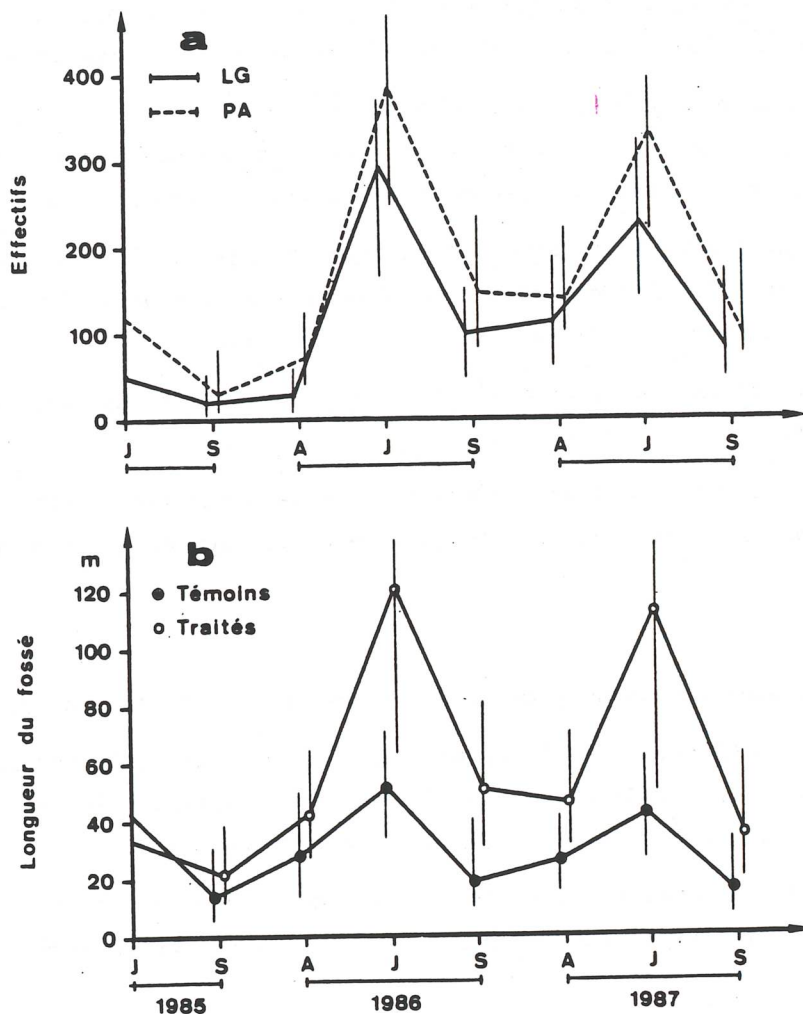 a
LG
PA
400
300
200
100
0
Effectifs
J S A J S A J S
b
m
Témoins
Traités
120
100
80
60
40
20
0
Longueur du fossé
J S A J S A J S
1985 1986 1987